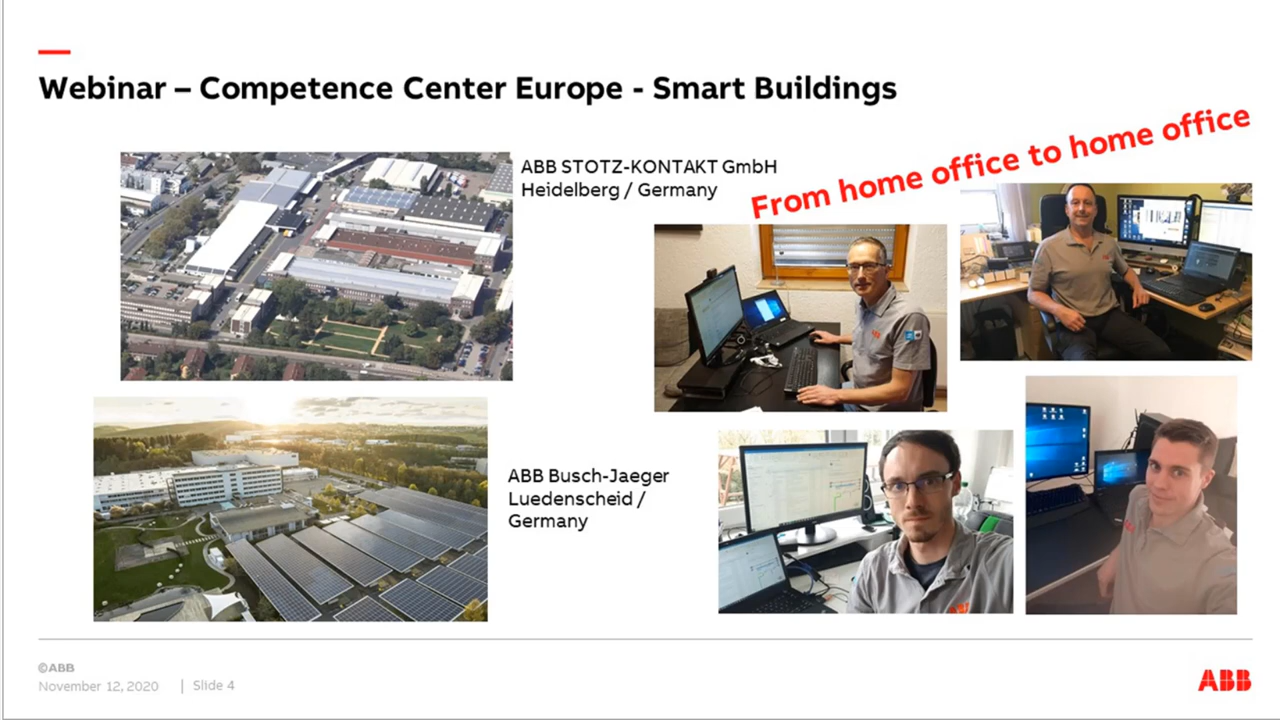 Webinar – Competence Center Europe - Smart Buildings
From home office to home office
ABB STOTZ-KONTAKT GmbH
Heidelberg / Germany
ABB Busch-Jaeger
Luedenscheid /
Germany
©ABB
November 12, 2020 | Slide 4
ABB